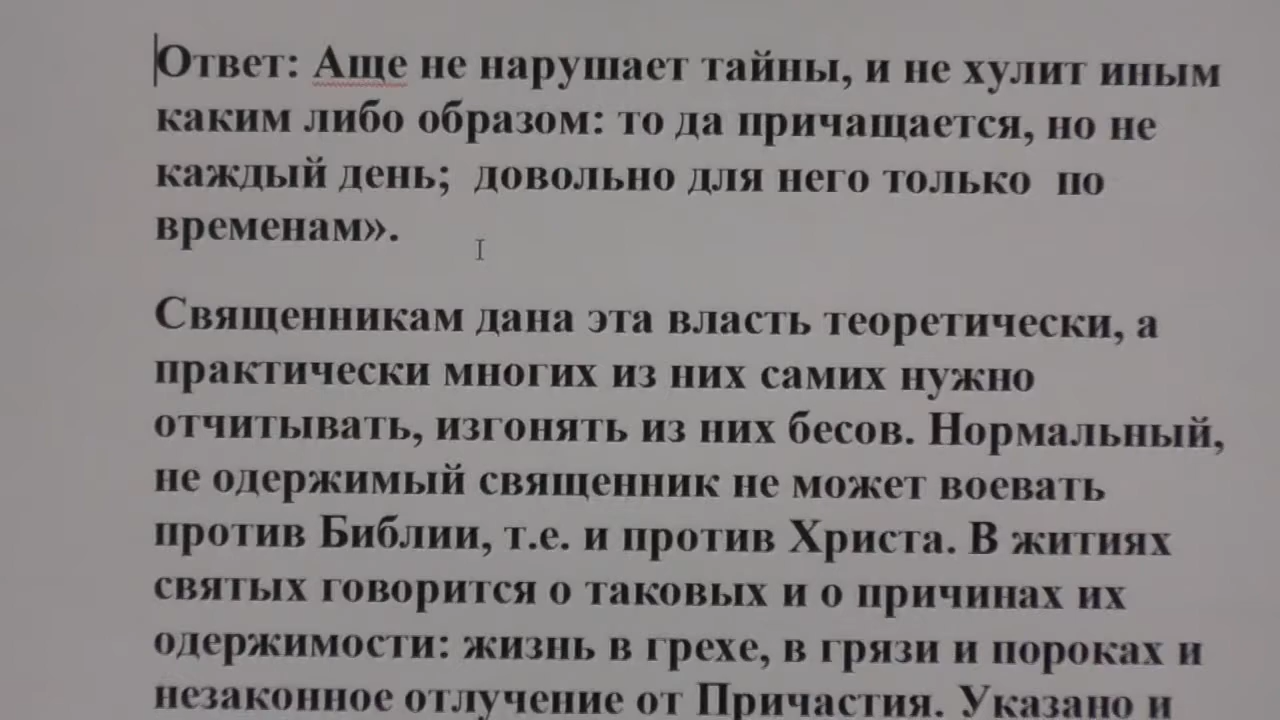 Ответ: Аще не нарушает тайны, и не хулит иным
каким либо образом: то да причащается, но не
каждый день; довольно для него только по
временам».
Священникам дана эта власть теоретически, а
практически многих из них самих нужно
отчитывать, изгонять из них бесов. Нормальный,
не одержимый священник не может воевать
против Библии, т.е. и против Христа. В житиях
святых говорится о таковых и о причинах их
одержимости: жизнь в грехе, в грязи и пороках и
незаконное отлучение от Причастия. Указано и